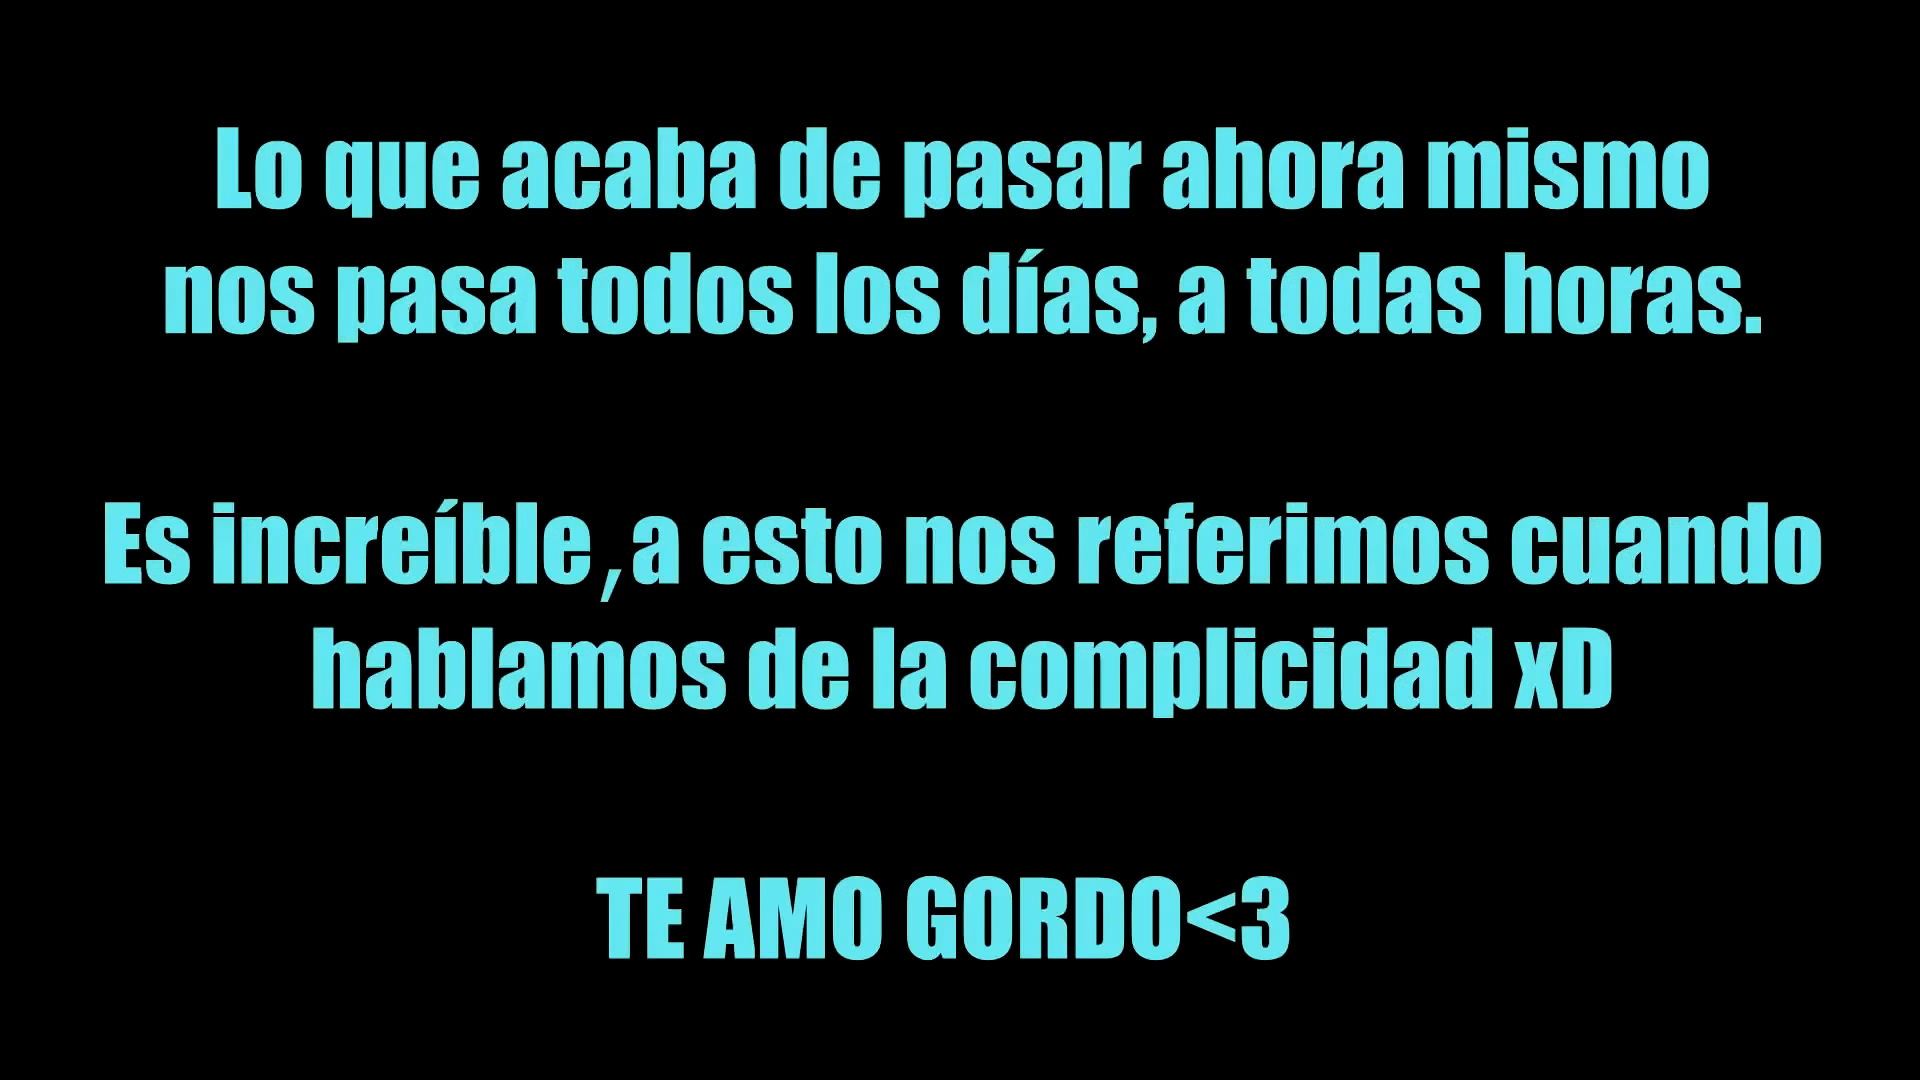 Lo que acaba de pasar ahora mismo
nos pasa todos los días, a todas horas.
Es increíble, a esto nos referimos cuando
hablamos de la complicidad xD
TE AMO GORDO<3